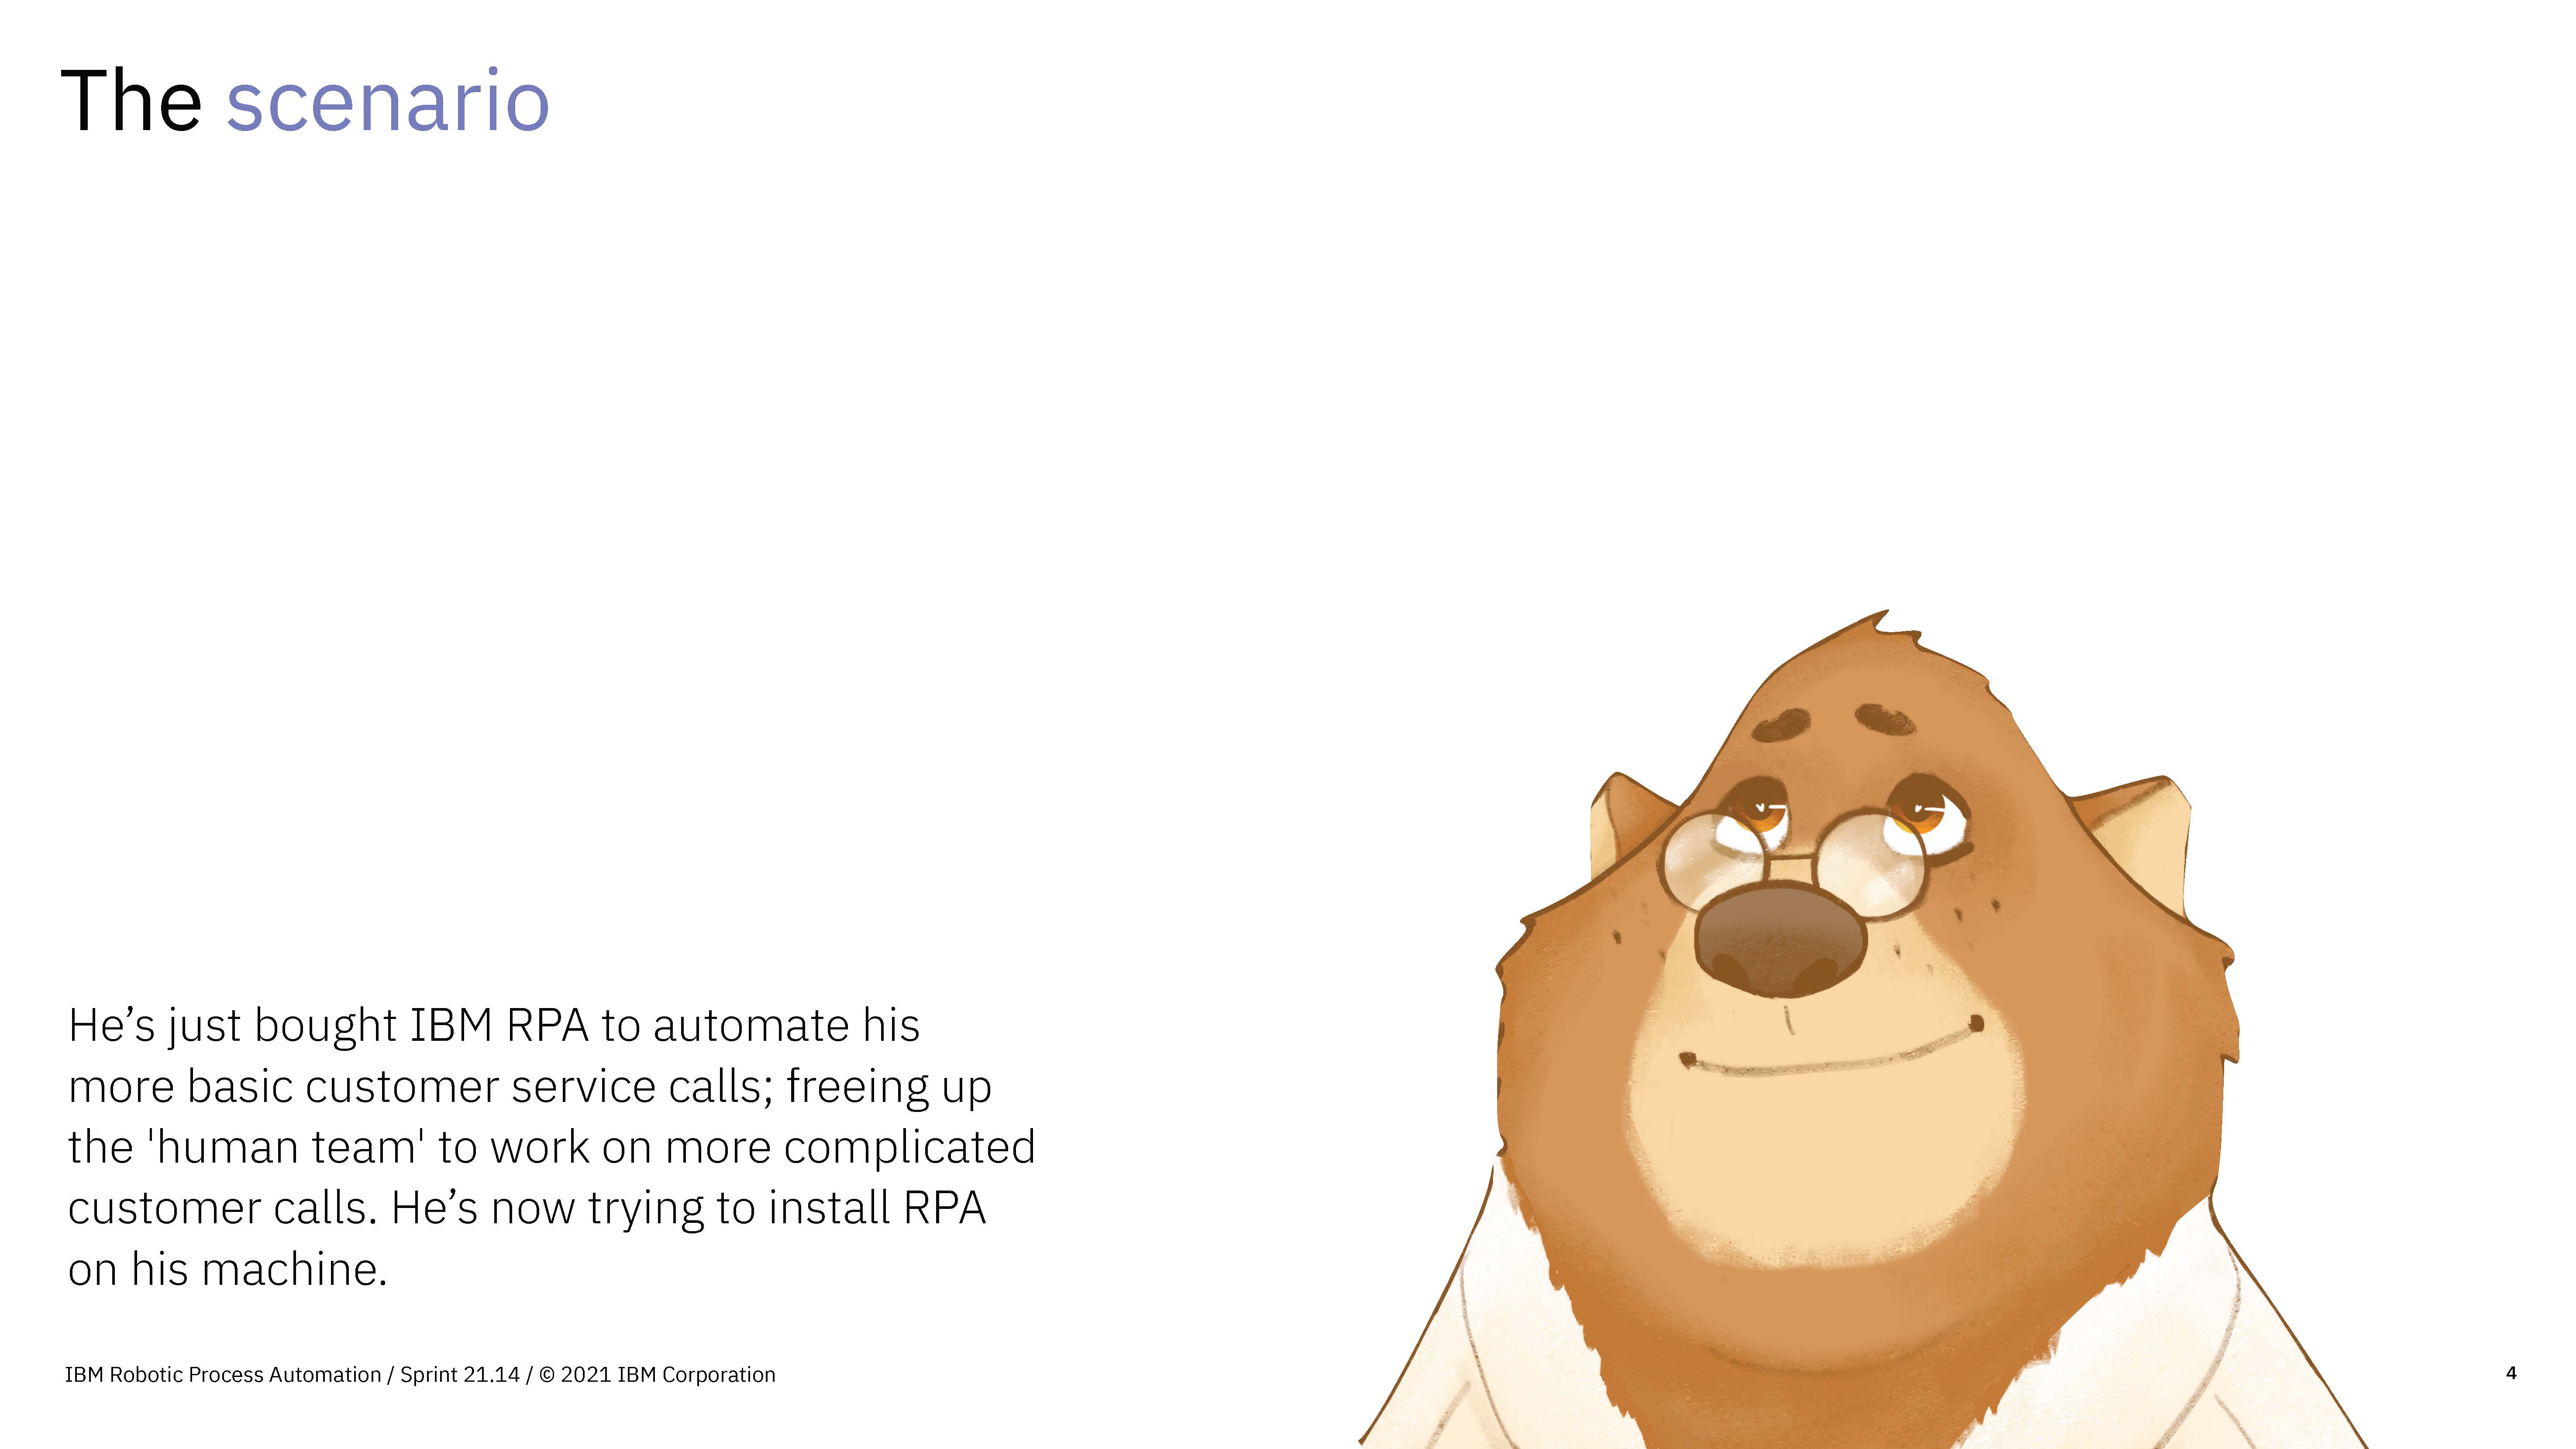 The scenario
He’s just bought IBM RPA to automate his
more basic customer service calls; freeing up
the 'human team' to work on more complicated
customer calls. He’s now trying to install RPA
on his machine.
IBM Robotic Process Automation / Sprint 21.14 / © 2021 IBM Corporation
4